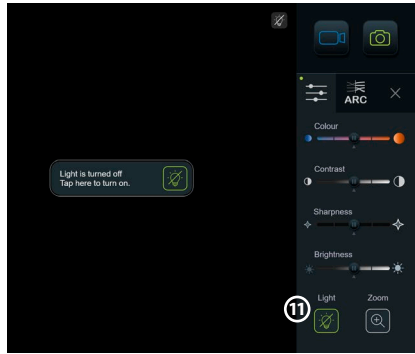 ARC
Colour
Light is turned off
Tap here to turn on.
Contrast
Sharpness
Brightness
Light Zoom
11